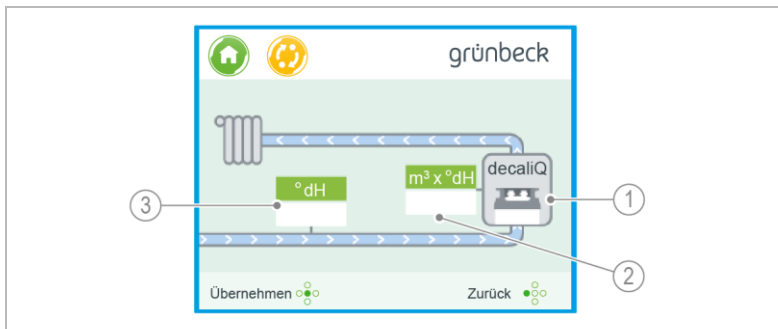 grünbeck
decaliQ
m³ x °dH
°dH
1
3
2
Übernehmen
Zurück